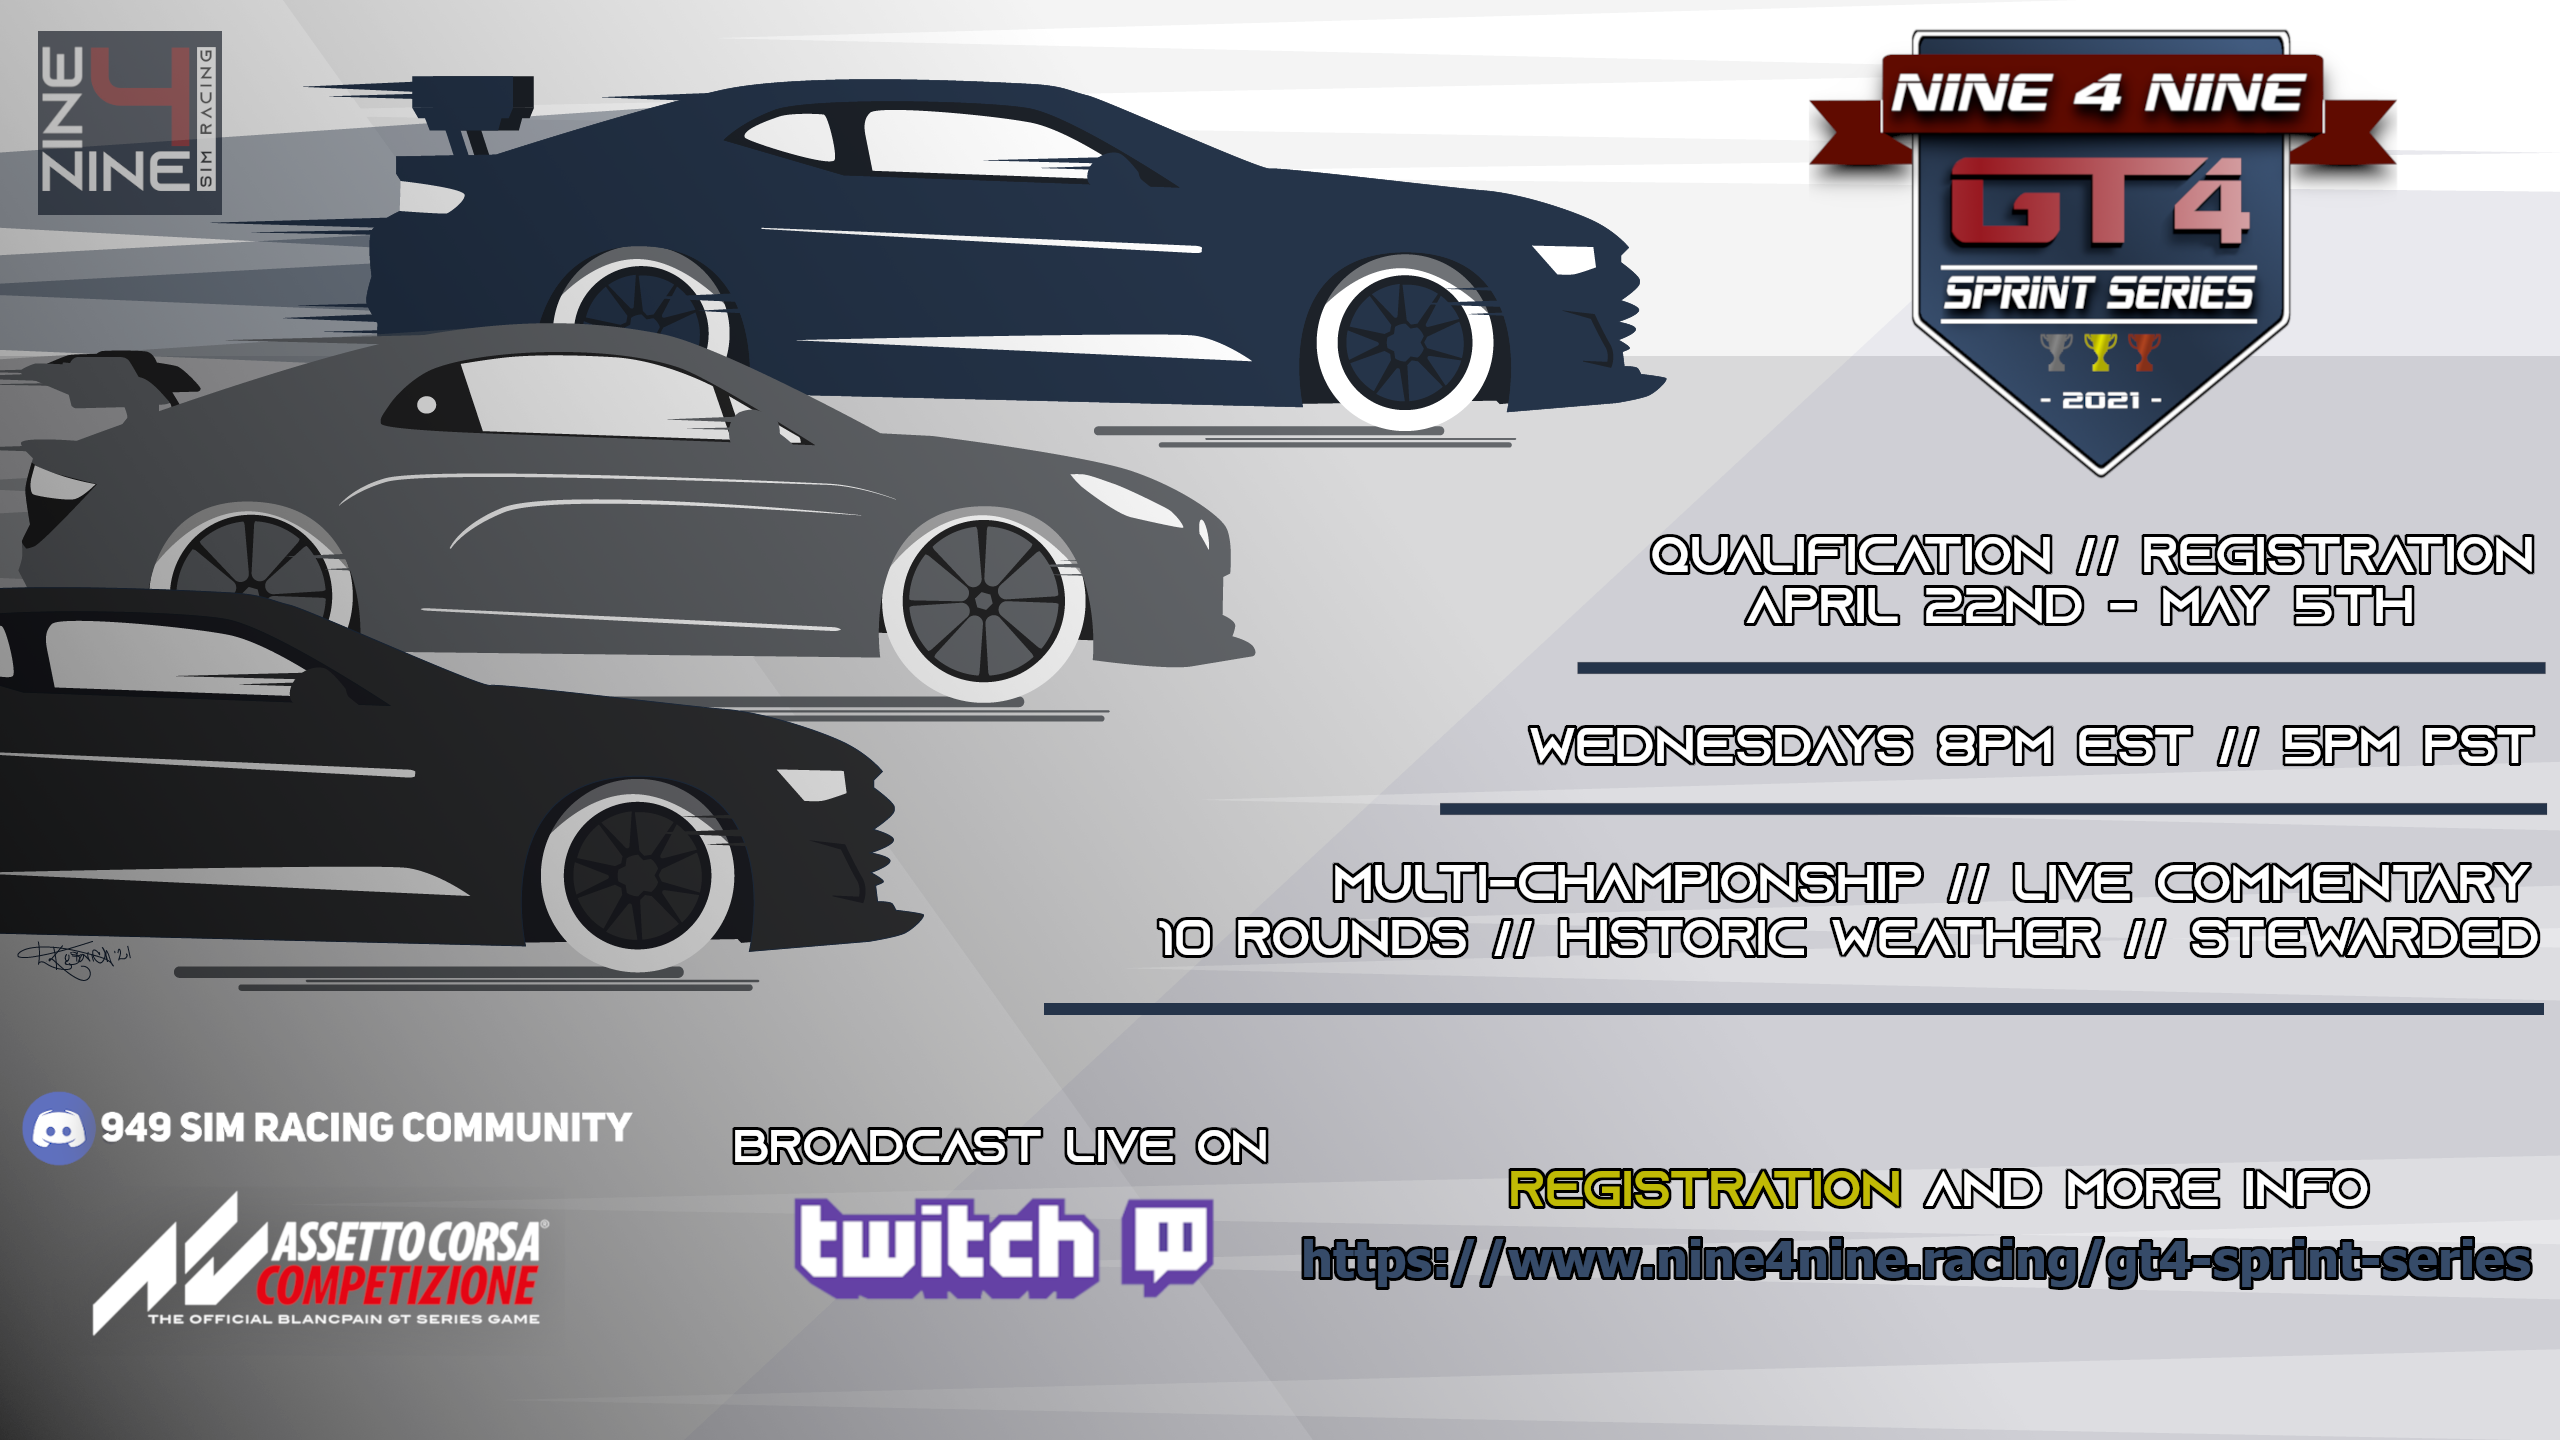 NINE
4
NINE
SIM RACING
NINE 4 NINE
GT4
SPRINT SERIES
- 2021 -
QUALIFICATION // REGISTRATION
APRIL 22ND - MAY 5TH
WEDNESDAYS 8PM EST // 5PM PST
MULTI-CHAMPIONSHIP // LIVE COMMENTARY
10 ROUNDS // HISTORIC WEATHER // STEWARDED
'21
949 SIM RACING COMMUNITY
ASSETTO CORSA®
COMPETIZIONE
THE OFFICIAL BLANCPAIN GT SERIES GAME
BROADCAST LIVE ON
twitch
REGISTRATION AND MORE INFO
https://www.nine4nine.racing/gt4-sprint-series